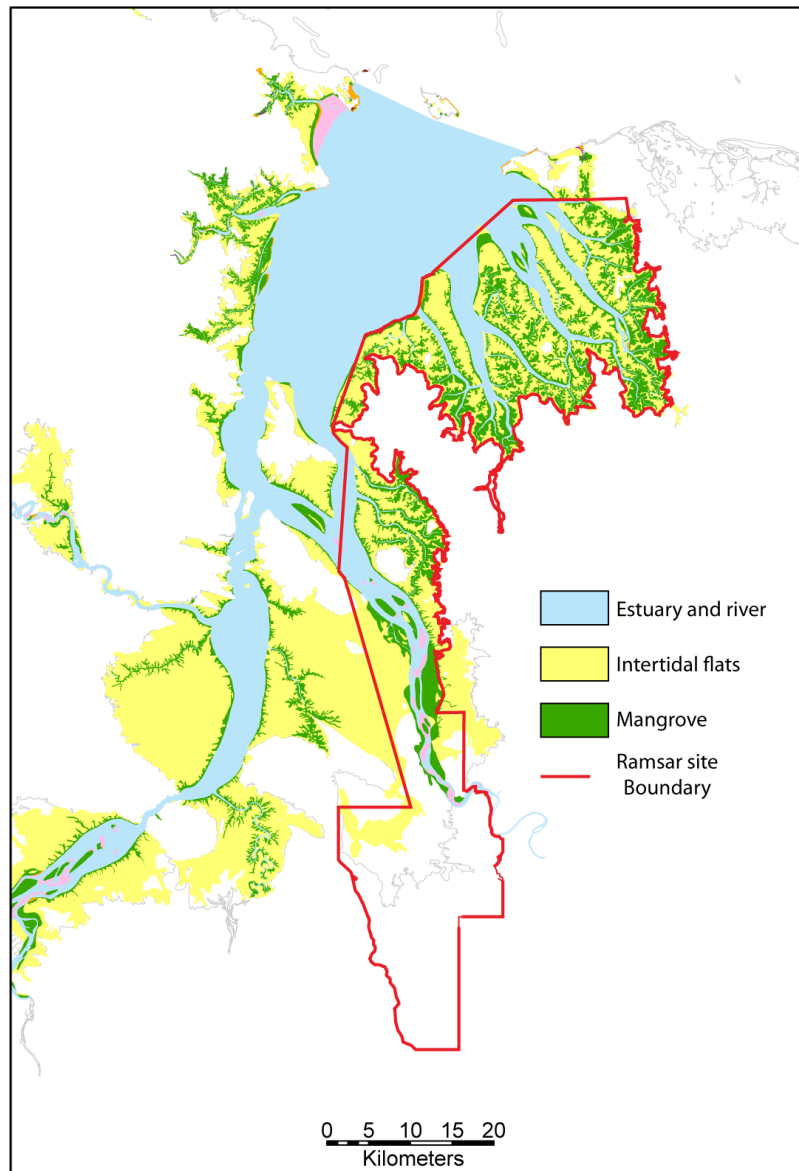 Estuary and river
Intertidal flats
Mangrove
Ramsar site
Boundary
0 5 10 15 20
Kilometers